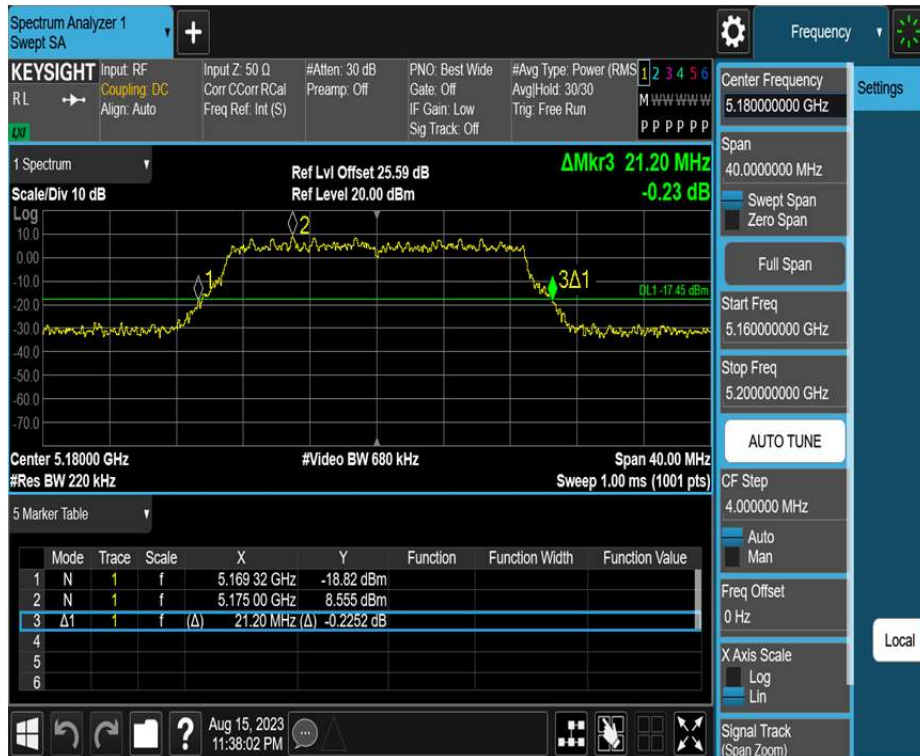 Spectrum Analyzer 1
Swept SA
+
Frequency
KEYSIGHT
RL
LXI
Input: RF
Coupling: DC
Align: Auto
Input Z: 50 Ω
Corr CCorr RCal
Freq Ref: Int (S)
#Atten: 30 dB
Preamp: Off
PNO: Best Wide
Gate: Off
IF Gain: Low
Sig Track: Off
#Avg Type: Power (RMS
Avg|Hold: 30/30
Trig: Free Run
1 2 3 4 5 6
M W W W W W
P P P P P P
1 Spectrum
Scale/Div 10 dB
Ref Lvl Offset 25.59 dB
Ref Level 20.00 dBm
ΔMkr3 21.20 MHz
-0.23 dB
Log
10.0
0.00
-10.0
-20.0
-30.0
-40.0
-50.0
-60.0
-70.0
1
2
3Δ1
DL1 -17.45 dBm
Center 5.18000 GHz
#Video BW 680 kHz
Span 40.00 MHz
#Res BW 220 kHz
Sweep 1.00 ms (1001 pts)
5 Marker Table
Mode Trace Scale X Y Function Function Width Function Value
1 N 1 f 5.169 32 GHz -18.82 dBm
2 N 1 f 5.175 00 GHz 8.555 dBm
3 Δ1 1 f (Δ) 21.20 MHz (Δ) -0.2252 dB
4
5
6
?
Aug 15, 2023
11:38:02 PM
Center Frequency
5.180000000 GHz
Settings
Span
40.0000000 MHz
Swept Span
Zero Span
Full Span
Start Freq
5.160000000 GHz
Stop Freq
5.200000000 GHz
AUTO TUNE
CF Step
4.000000 MHz
Auto
Man
Freq Offset
0 Hz
Local
X Axis Scale
Log
Lin
Signal Track
(Span Zoom)